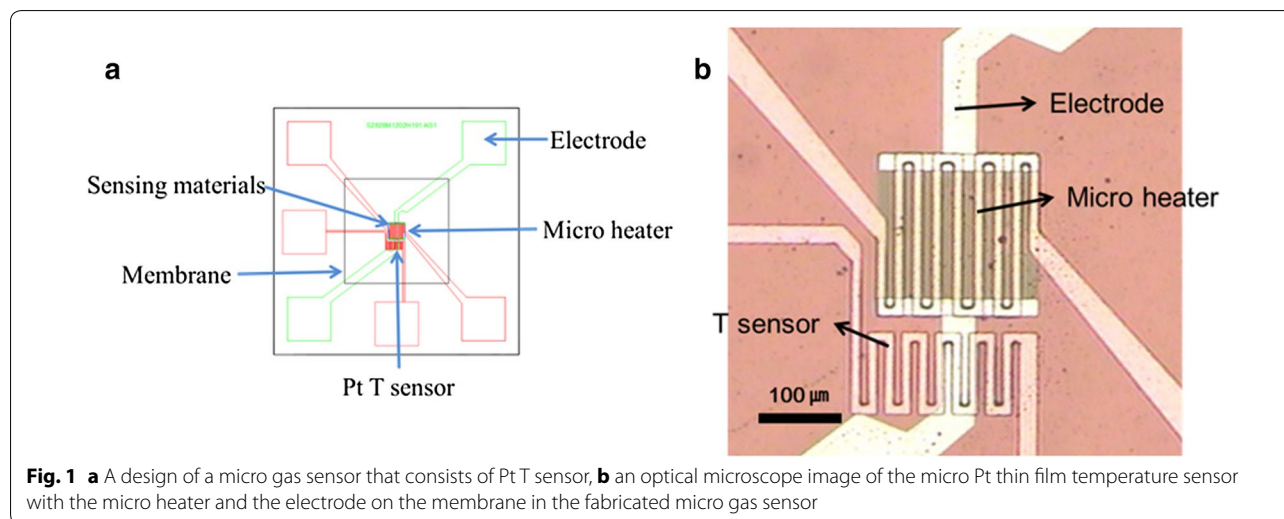 a
b
Electrode
Sensing materials
Micro heater
Membrane
Pt T sensor
Electrode
Micro heater
T sensor
100 µm
Fig. 1 a A design of a micro gas sensor that consists of Pt T sensor, b an optical microscope image of the micro Pt thin film temperature sensor
with the micro heater and the electrode on the membrane in the fabricated micro gas sensor